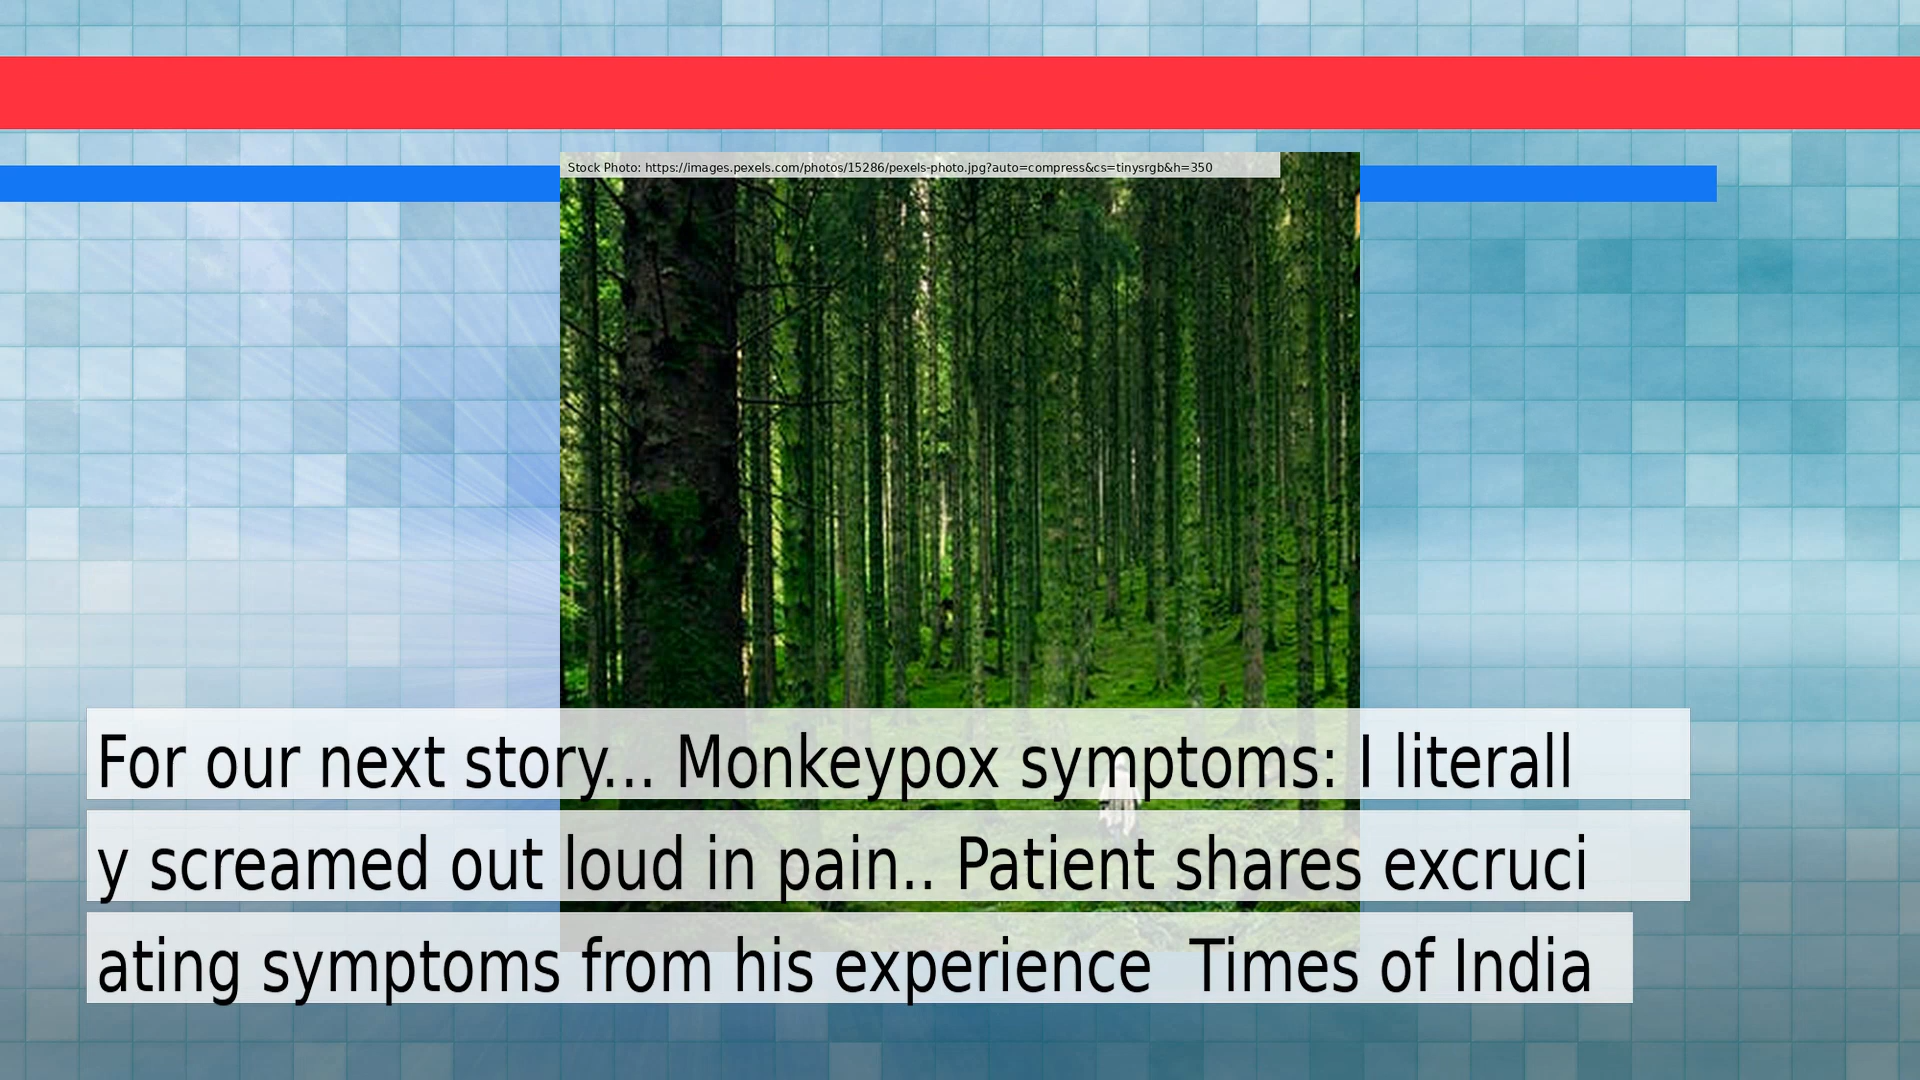 Stock Photo: https://images.pexels.com/photos/15286/pexels-photo.jpg?auto=compress&cs=tinysrgb&h=350
For our next story... Monkeypox symptoms: I literall
y screamed out loud in pain.. Patient shares excruci
ating symptoms from his experience  Times of India